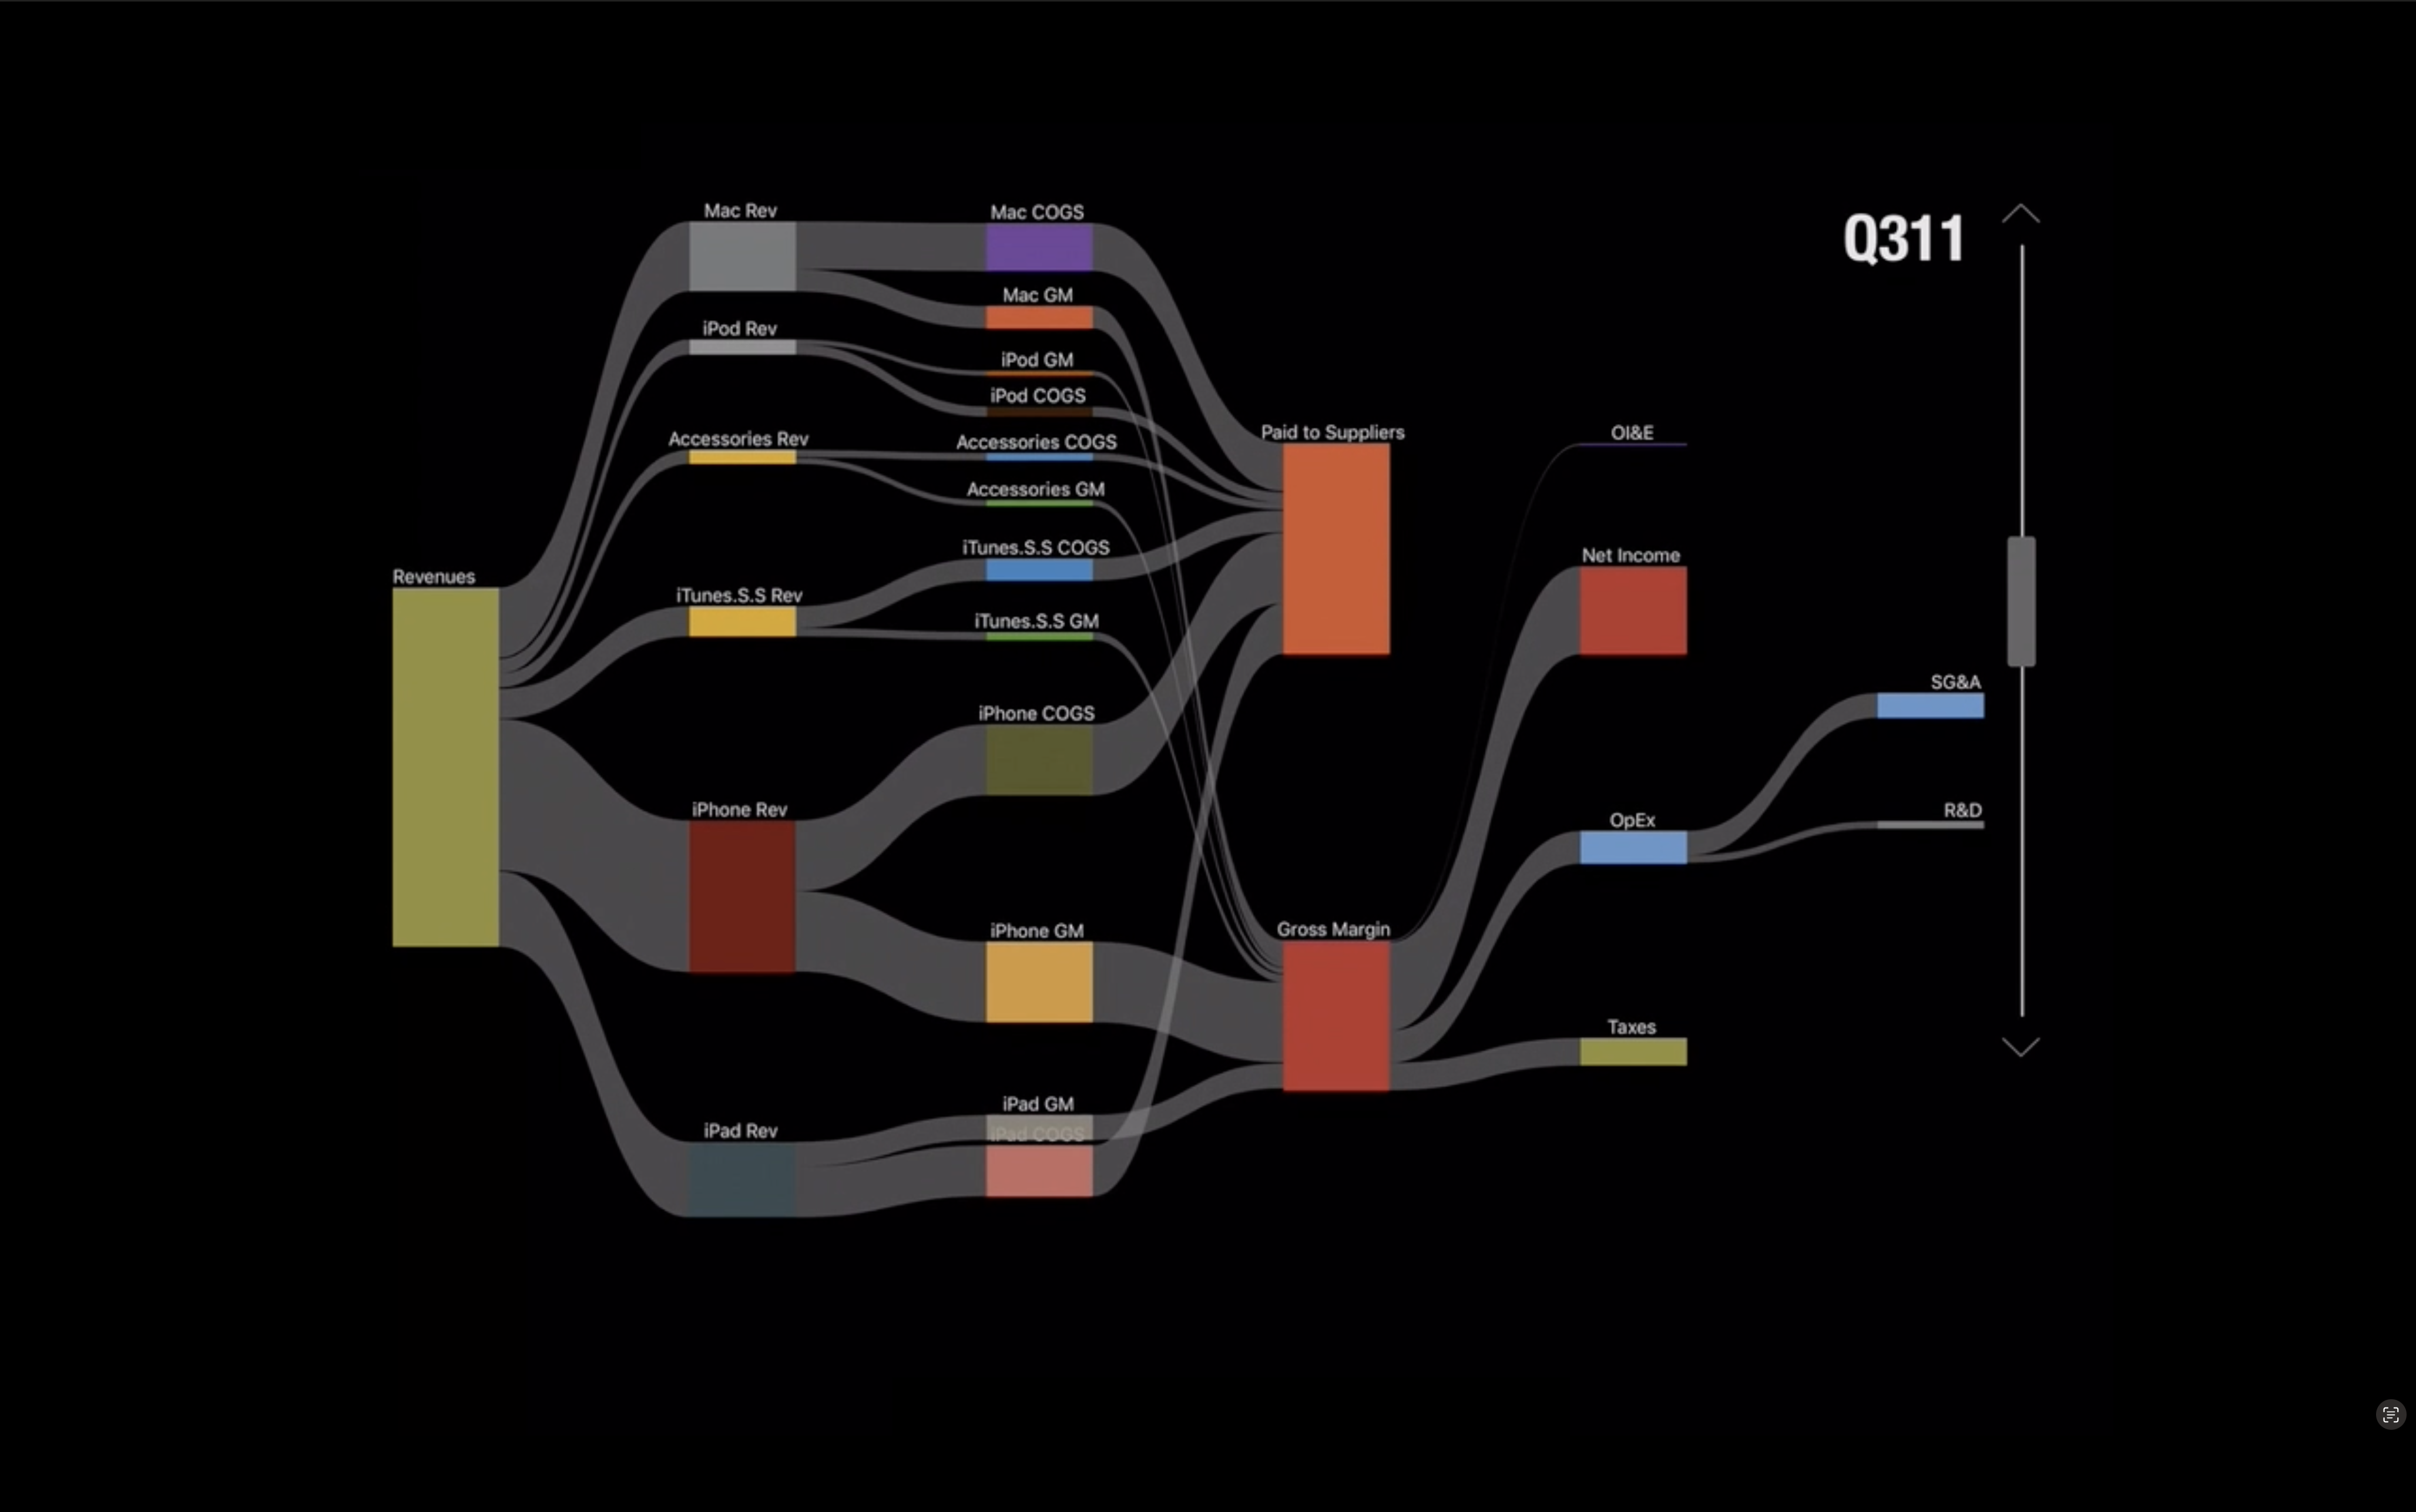 Q311
Revenues
Mac Rev
iPod Rev
Accessories Rev
iTunes.S.S Rev
iPhone Rev
iPad Rev
Mac COGS
Mac GM
iPod GM
iPod COGS
Accessories COGS
Accessories GM
iTunes.S.S COGS
iTunes.S.S GM
iPhone COGS
iPhone GM
iPad GM
iPad COGS
Paid to Suppliers
Gross Margin
OI&E
Net Income
OpEx
Taxes
SG&A
R&D